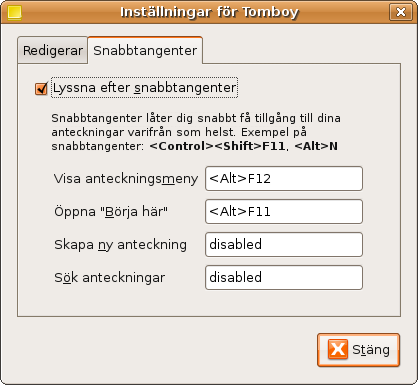 Inställningar för Tomboy
Redigerar Snabbtangenter
Lyssna efter snabbtangenter
Snabbtangenter låter dig snabbt få tillgång till dina
anteckningar varifrån som helst. Exempel på
snabbtangenter: <Control><Shift>F11, <Alt>N
Visa anteckningsmeny <Alt>F12
Öppna "Börja här" <Alt>F11
Skapa ny anteckning disabled
Sök anteckningar disabled
Stäng